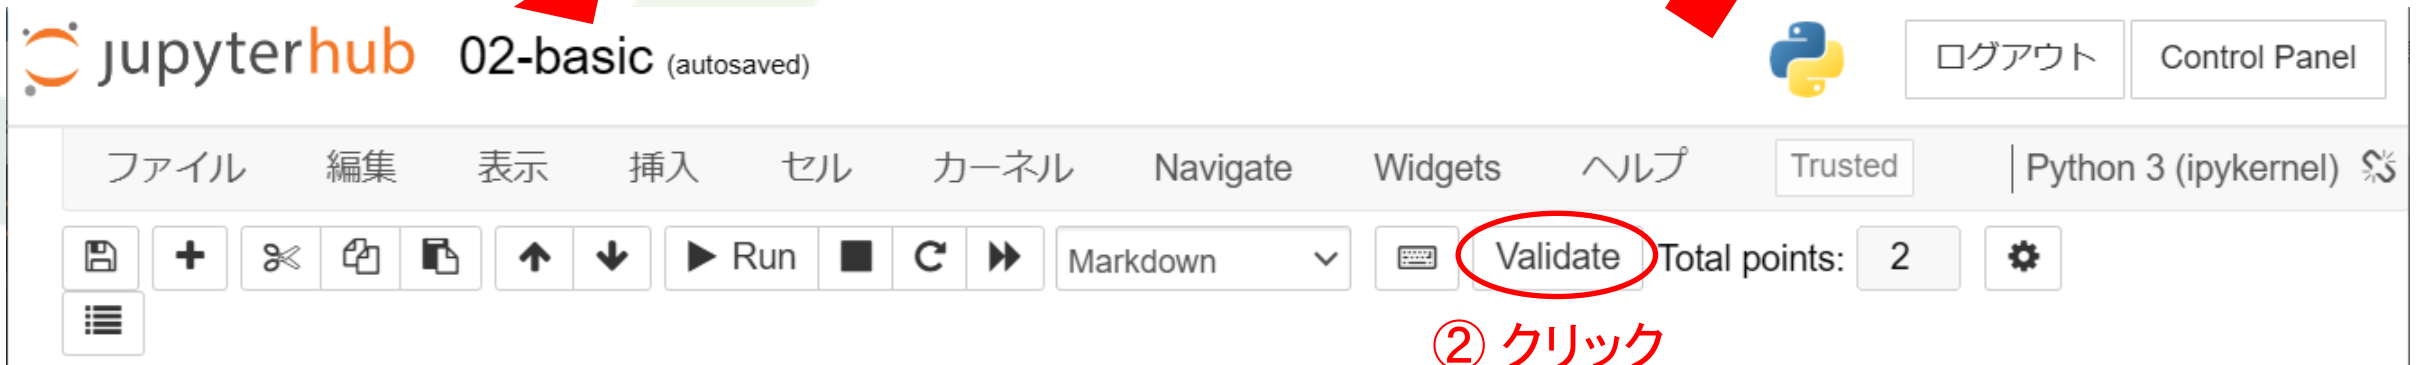 jupyterhub 02-basic (autosaved) ログアウト Control Panel
ファイル 編集 表示 挿入 セル カーネル Navigate Widgets ヘルプ Trusted Python 3 (ipykernel)
Run Markdown Validate Total points: 2
② クリック